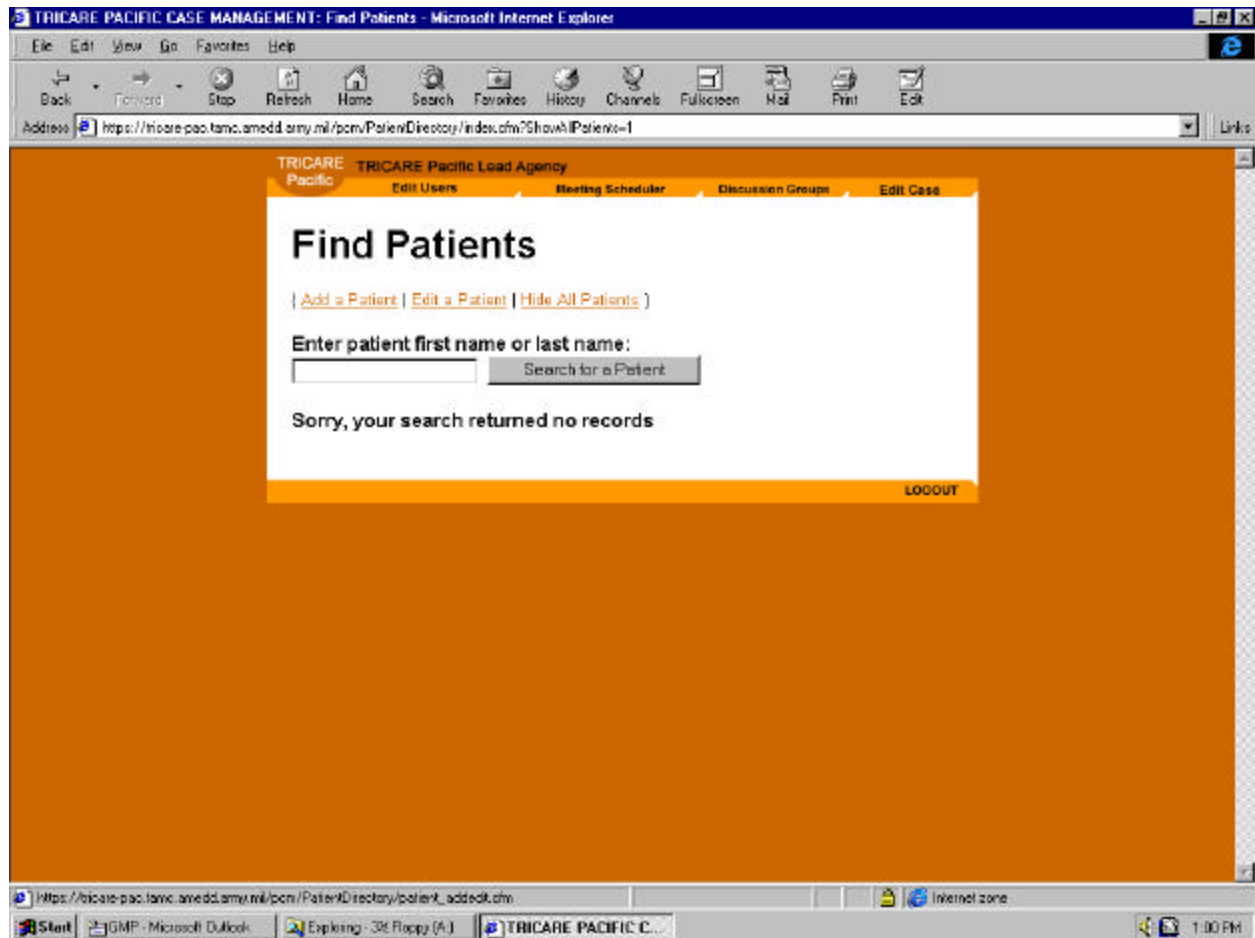 TRICARE PACIFIC CASE MANAGEMENT: Find Patients - Microsoft Internet Explorer
File Edit View Go Favorites Help
Back Forward Stop Refresh Home Search Favorites History Channels Fullscreen Mail Print Edit
Address https://tricare-pac.tamc.amedd.army.mil/pcm/PatientDirectory/index.cfm?ShowAllPatients=1 Links
TRICARE Pacific
TRICARE Pacific Lead Agency
Edit Users Meeting Scheduler Discussion Groups Edit Case
Find Patients
( Add a Patient | Edit a Patient | Hide All Patients )
Enter patient first name or last name:
Search for a Patient
Sorry, your search returned no records
LOGOUT
https://tricare-pac.tamc.amedd.army.mil/pcm/PatientDirectory/patient_addedit.cfm Internet zone
Start GMP - Microsoft Outlook Exploring - 3½ Floppy (A:) TRICARE PACIFIC C... 1:00 PM